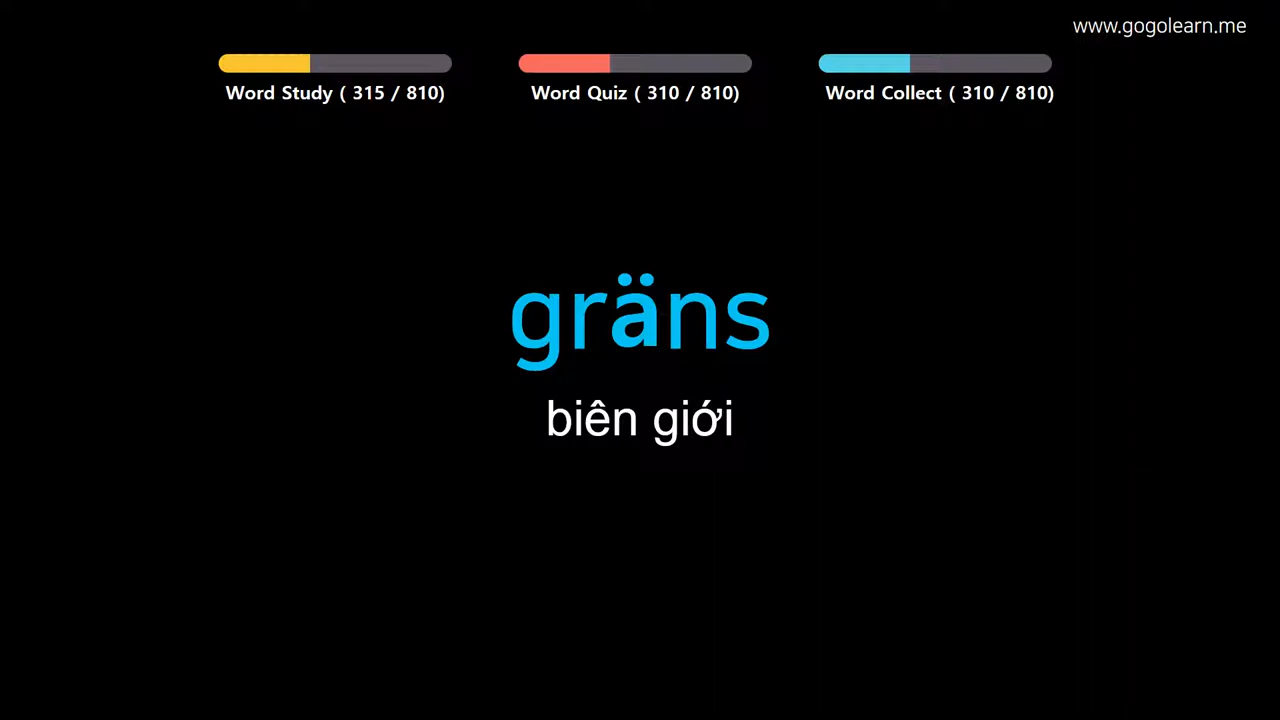 www.gogolearn.me
Word Study ( 315 / 810)
Word Quiz ( 310 / 810)
Word Collect ( 310 / 810)
gräns
biên giới